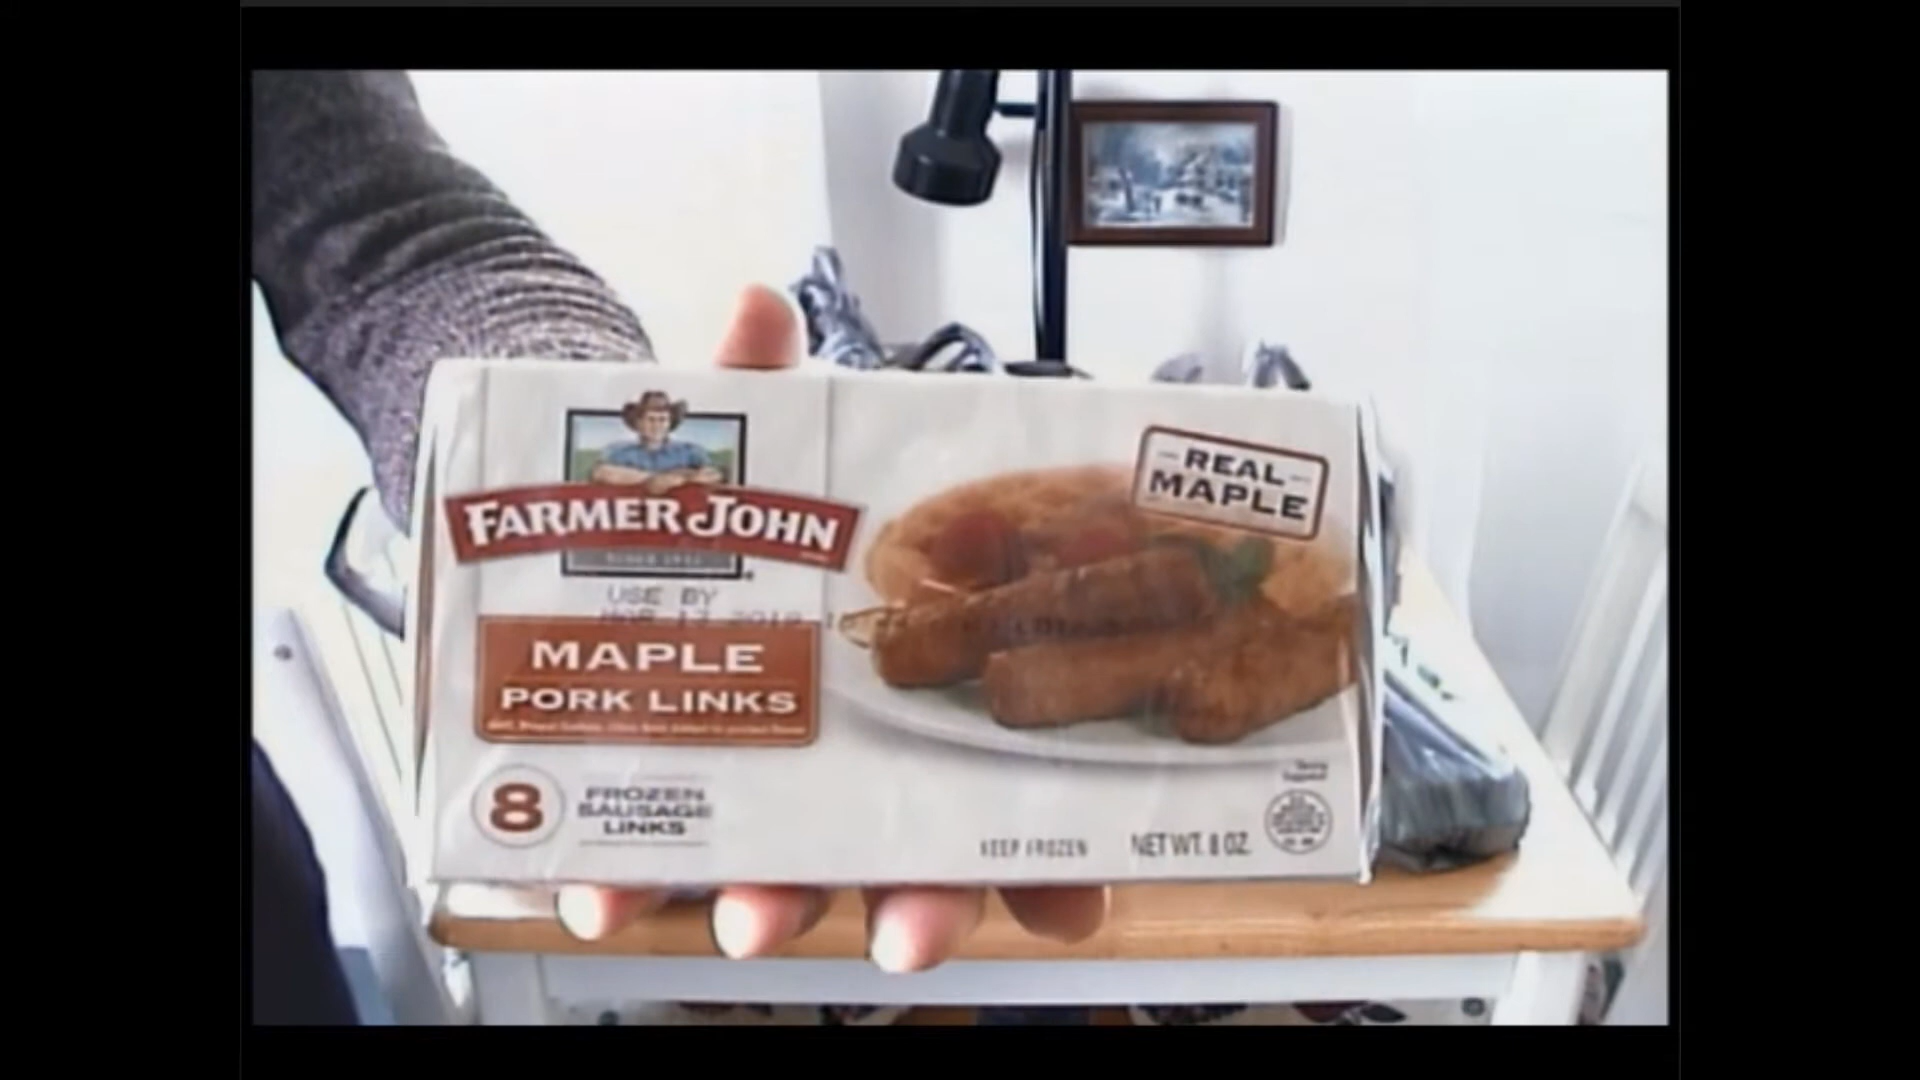 REAL
MAPLE
FARMER JOHN
USE BY
MAPLE
PORK LINKS
8
FROZEN
SAUSAGE
LINKS
KEEP FROZEN
NET WT. 8 OZ.